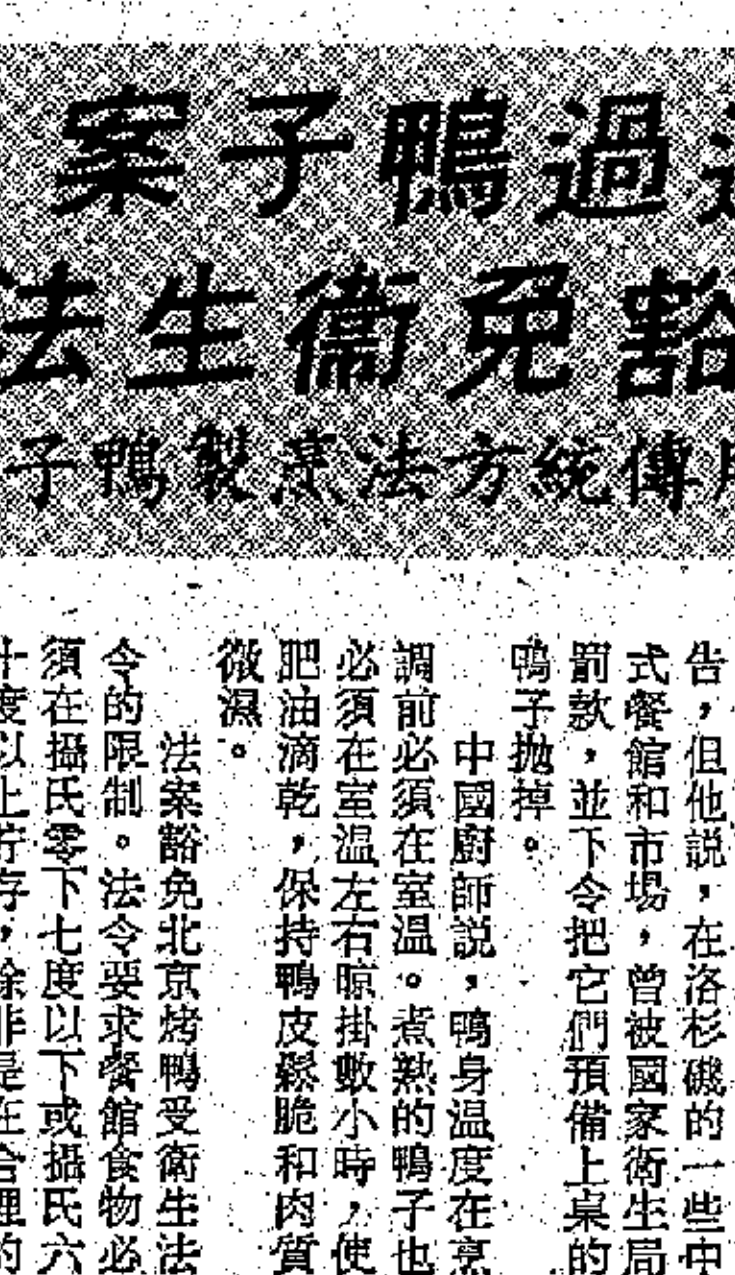 過鴨子案
豁免衛生法
傳統方法烹製鴨子
告，但他説，在洛杉磯的一些中
式餐館和市場，曾被國家衛生局
罰款，並下令把它們預備上桌的
鴨子拋掉。
中國廚師説，鴨身温度在烹
調前必須在室温。煮熟的鴨子也
必須在室温左右晾掛數小時，使
肥油滴乾，保持鴨皮鬆脆和肉質
微濕。
法案豁免北京烤鴨受衛生法
令的限制。法令要求餐館食物必
須在攝氏零下七度以下或攝氏六
十度以上貯存，除非是在合理的